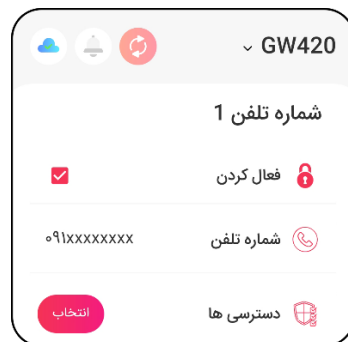 GW420
شماره تلفن 1
فعال کردن
شماره تلفن ۰۹۱xxxxxxxx
دسترسی ها انتخاب